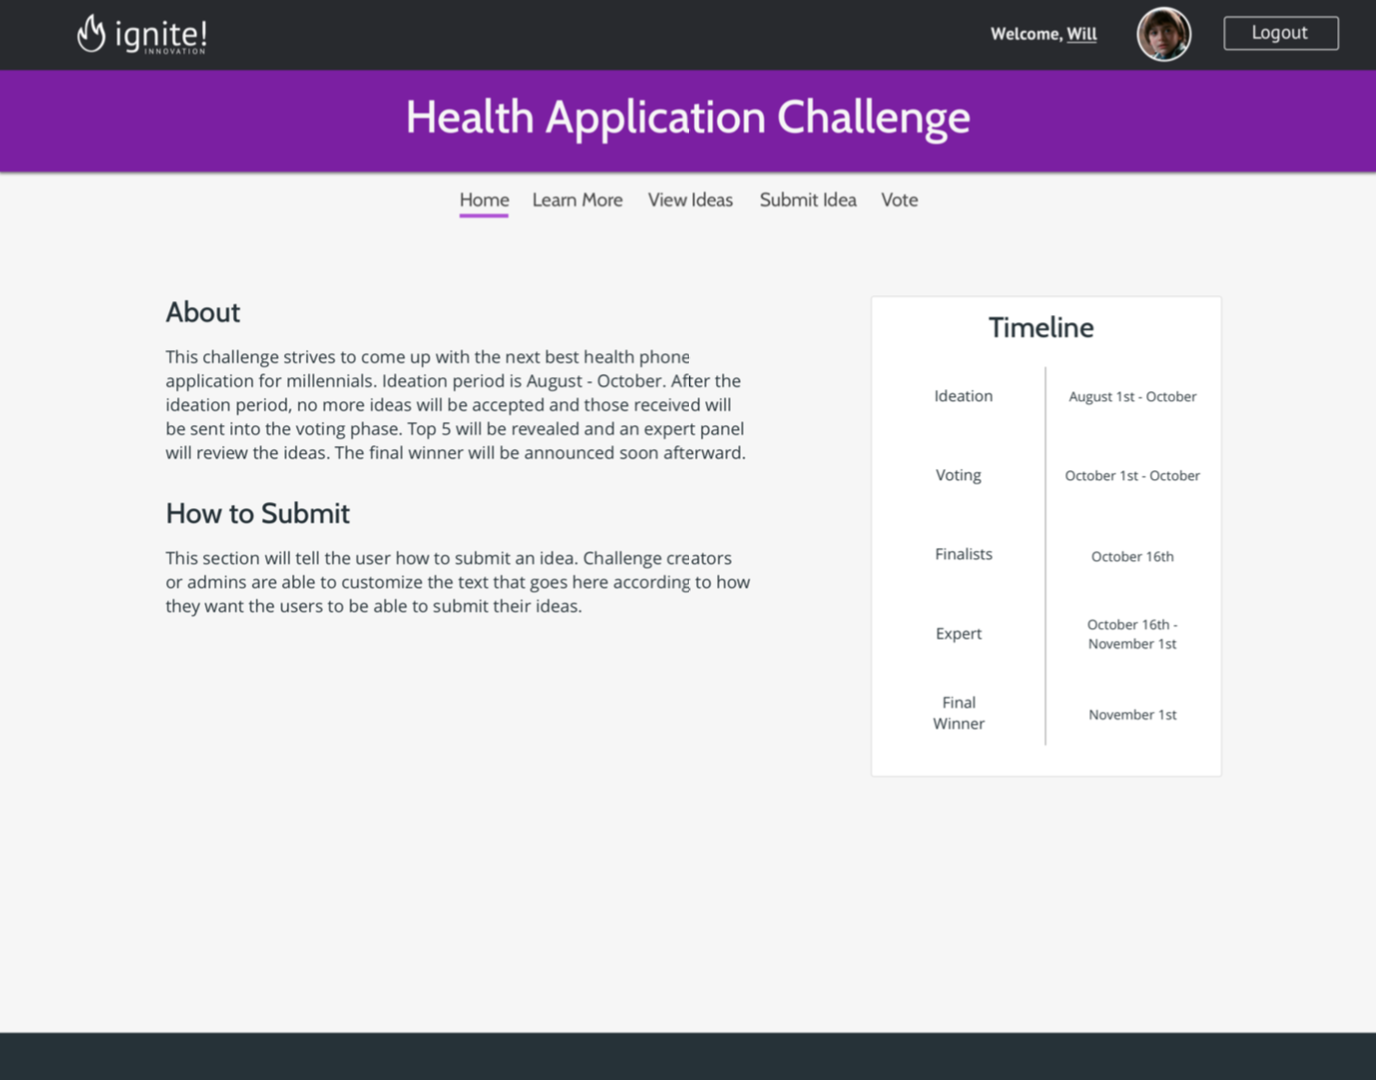 ignite!
INNOVATION
Welcome, Will
Logout
Health Application Challenge
Home Learn More View Ideas Submit Idea Vote
About
This challenge strives to come up with the next best health phone
application for millennials. Ideation period is August - October. After the
ideation period, no more ideas will be accepted and those received will
be sent into the voting phase. Top 5 will be revealed and an expert panel
will review the ideas. The final winner will be announced soon afterward.
How to Submit
This section will tell the user how to submit an idea. Challenge creators
or admins are able to customize the text that goes here according to how
they want the users to be able to submit their ideas.
Timeline
Ideation August 1st - October
Voting October 1st - October
Finalists October 16th
Expert October 16th -
November 1st
Final
Winner November 1st